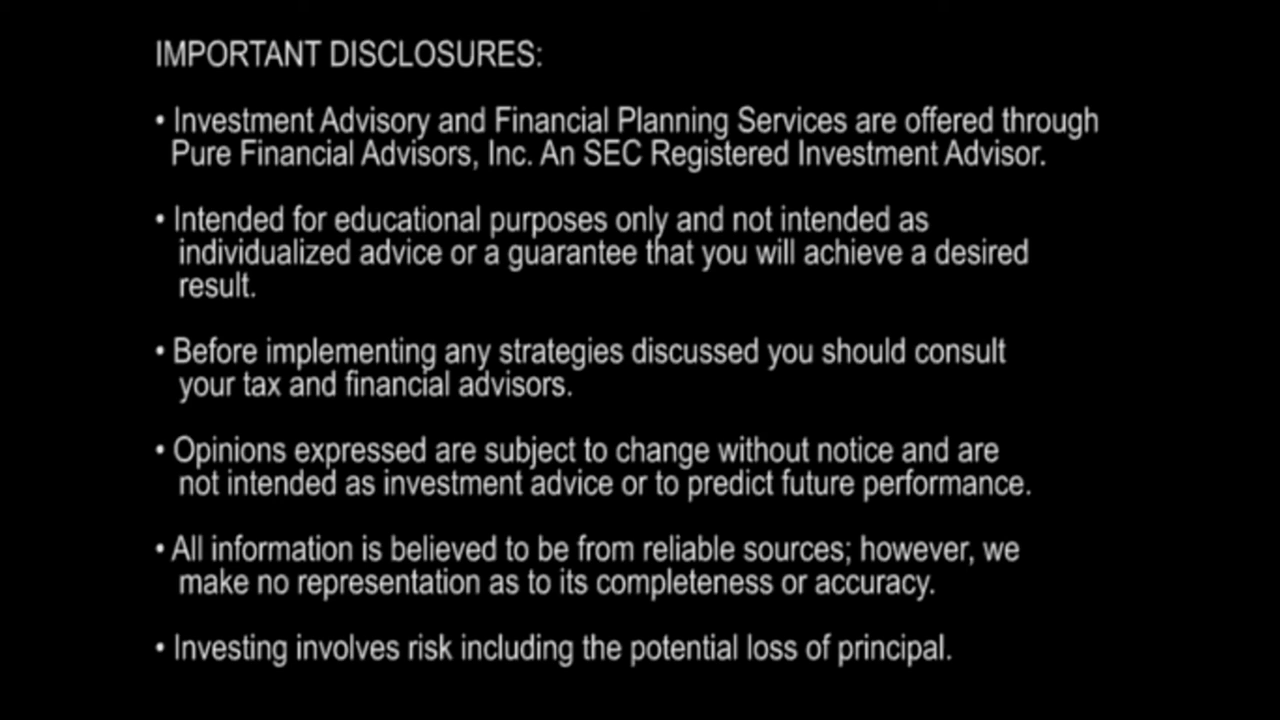 IMPORTANT DISCLOSURES:
• Investment Advisory and Financial Planning Services are offered through
Pure Financial Advisors, Inc. An SEC Registered Investment Advisor.
• Intended for educational purposes only and not intended as
individualized advice or a guarantee that you will achieve a desired
result.
• Before implementing any strategies discussed you should consult
your tax and financial advisors.
• Opinions expressed are subject to change without notice and are
not intended as investment advice or to predict future performance.
• All information is believed to be from reliable sources; however, we
make no representation as to its completeness or accuracy.
• Investing involves risk including the potential loss of principal.